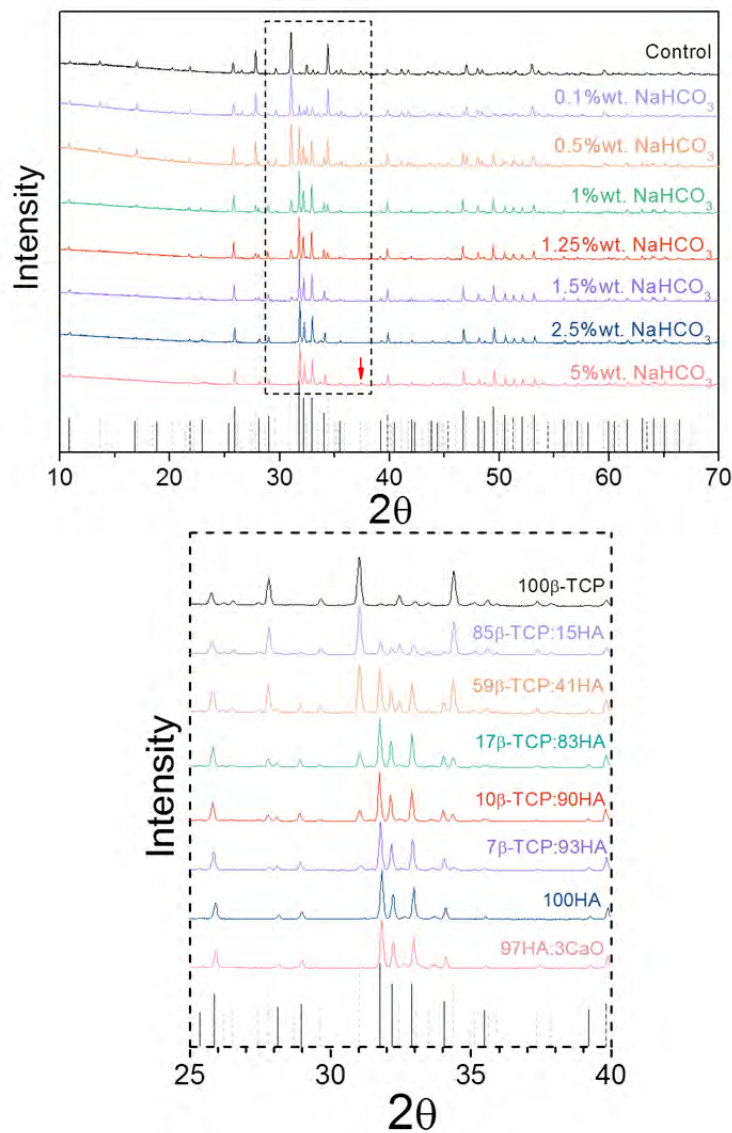 Control
0.1%wt. NaHCO₃
0.5%wt. NaHCO₃
1%wt. NaHCO₃
1.25%wt. NaHCO₃
1.5%wt. NaHCO₃
2.5%wt. NaHCO₃
5%wt. NaHCO₃
Intensity
10 20 30 40 50 60 70
2θ
100β-TCP
85β-TCP:15HA
59β-TCP:41HA
17β-TCP:83HA
10β-TCP:90HA
7β-TCP:93HA
100HA
97HA:3CaO
Intensity
25 30 35 40
2θ